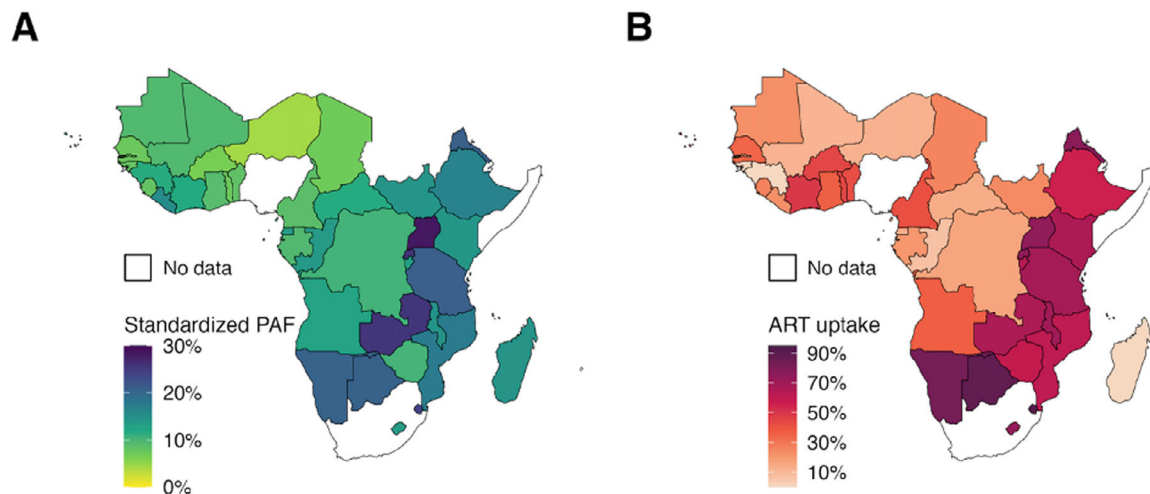 A
B
No data
Standardized PAF
30%
20%
10%
0%
No data
ART uptake
90%
70%
50%
30%
10%